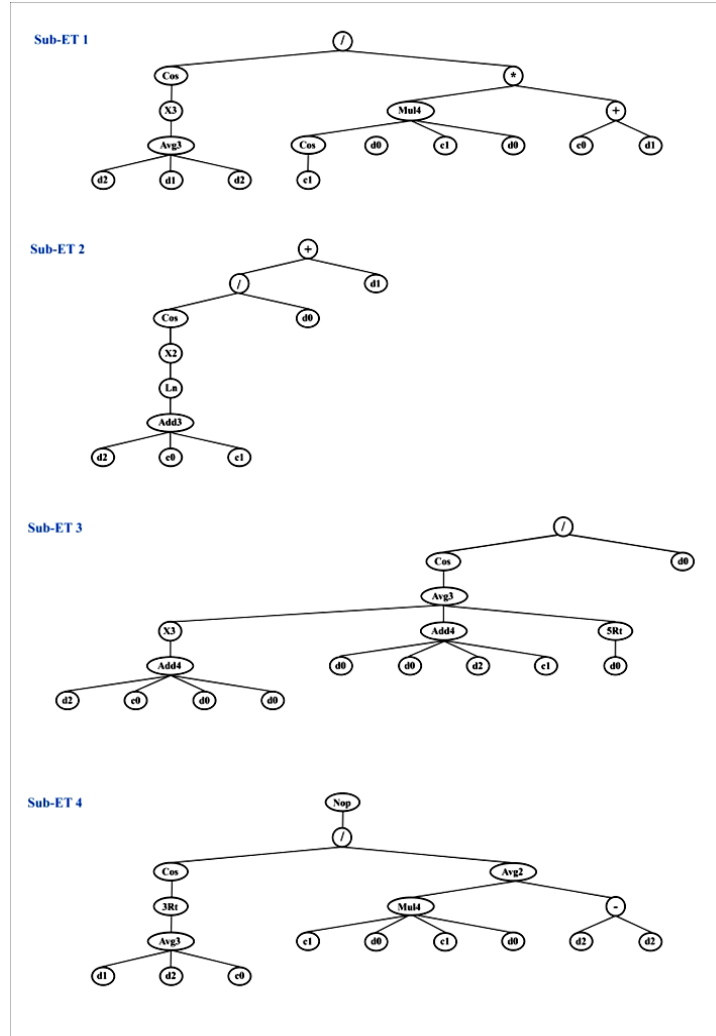 Sub-ET 1
/
Cos *
X3 Mul4 +
Avg3 Cos d0 c1 d0 c0 d1
d2 d1 d2 c1
Sub-ET 2
+
/ d1
Cos d0
X2
Ln
Add3
d2 c0 c1
Sub-ET 3
/
Cos d0
Avg3
X3 Add4 5Rt
Add4 d0 d0 d2 c1 d0
d2 c0 d0 d0
Sub-ET 4
Nop
/
Cos Avg2
3Rt Mul4 -
Avg3 c1 d0 c1 d0 d2 d2
d1 d2 c0